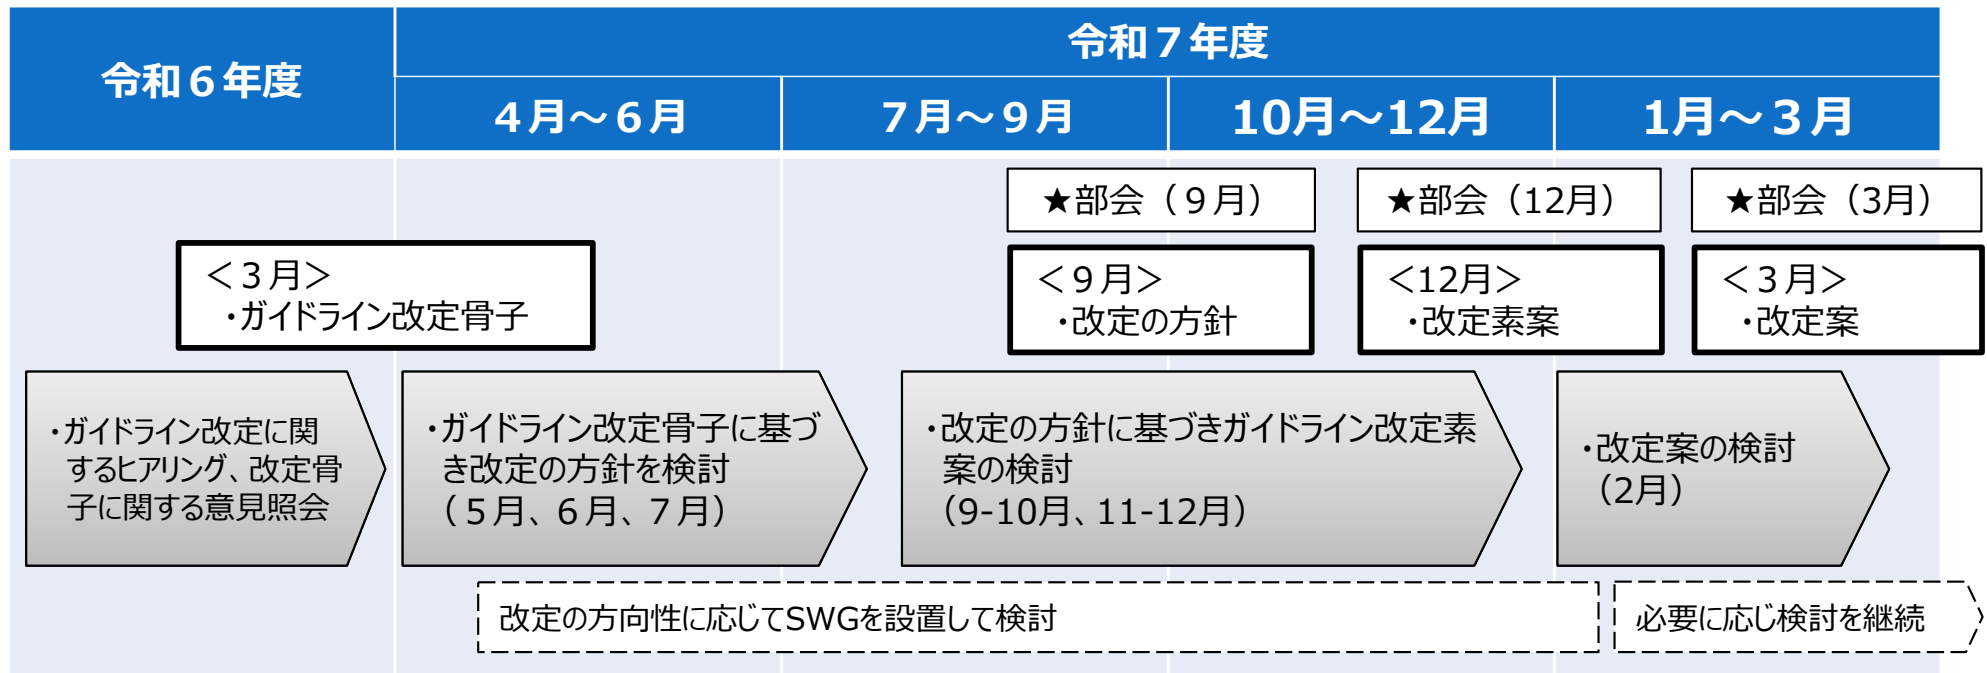 令和６年度
令和７年度
４月～６月
７月～９月
10月～12月
1月～３月
★部会（９月）
★部会（12月）
★部会（3月）
＜３月＞
・ガイドライン改定骨子
＜９月＞
・改定の方針
＜12月＞
・改定素案
＜３月＞
・改定案
・ガイドライン改定に関
するヒアリング、改定骨
子に関する意見照会
・ガイドライン改定骨子に基づ
き改定の方針を検討
（５月、６月、７月）
・改定の方針に基づきガイドライン改定素
案の検討
（9-10月、11-12月）
・改定案の検討
（2月）
改定の方向性に応じてSWGを設置して検討
必要に応じ検討を継続